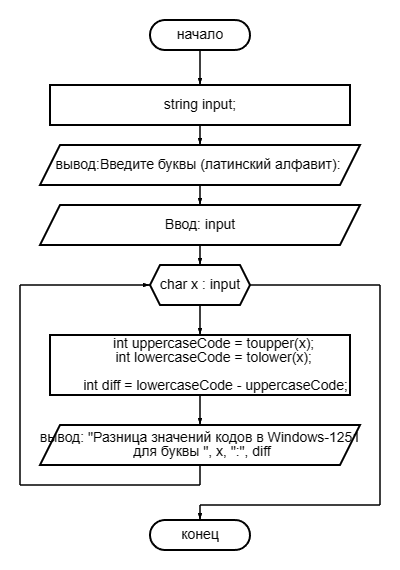 начало
string input;
вывод:Введите буквы (латинский алфавит):
Ввод: input
char x : input
int uppercaseCode = toupper(x);
int lowercaseCode = tolower(x);
int diff = lowercaseCode - uppercaseCode;
вывод: "Разница значений кодов в Windows-1251
для буквы ", x, ":", diff
конец